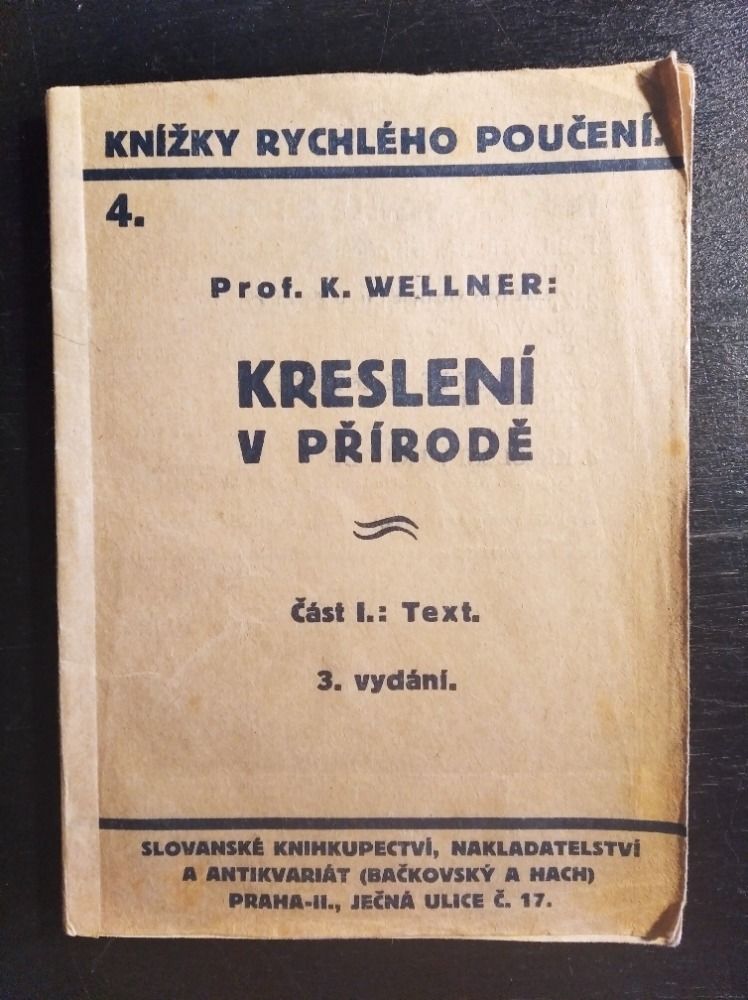 KNÍŽKY RYCHLÉHO POUČENÍ.
4.
Prof. K. WELLNER:
KRESLENÍ
V PŘÍRODĚ
Část I.: Text.
3. vydání.
SLOVANSKÉ KNIHKUPECTVÍ, NAKLADATELSTVÍ
A ANTIKVARIÁT (BAČKOVSKÝ A HACH)
PRAHA-II., JEČNÁ ULICE Č. 17.